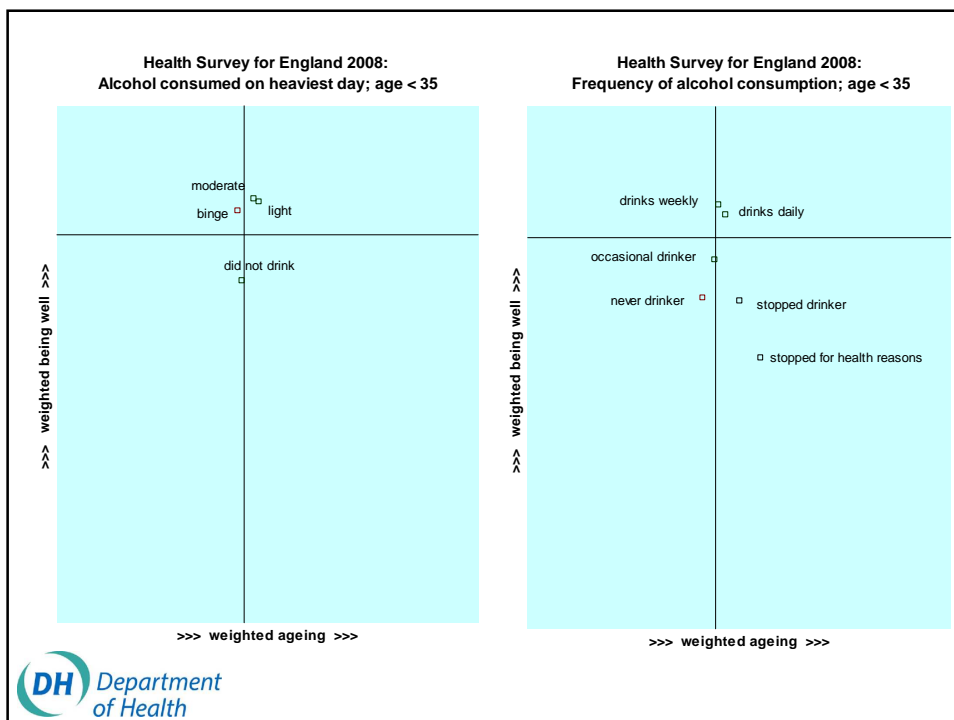 Health Survey for England 2008:
Alcohol consumed on heaviest day; age < 35
moderate
binge
light
did not drink
>>> weighted being well >>>
>>> weighted ageing >>>
Health Survey for England 2008:
Frequency of alcohol consumption; age < 35
drinks weekly
drinks daily
occasional drinker
never drinker
stopped drinker
stopped for health reasons
>>> weighted being well >>>
>>> weighted ageing >>>
DH Department
of Health